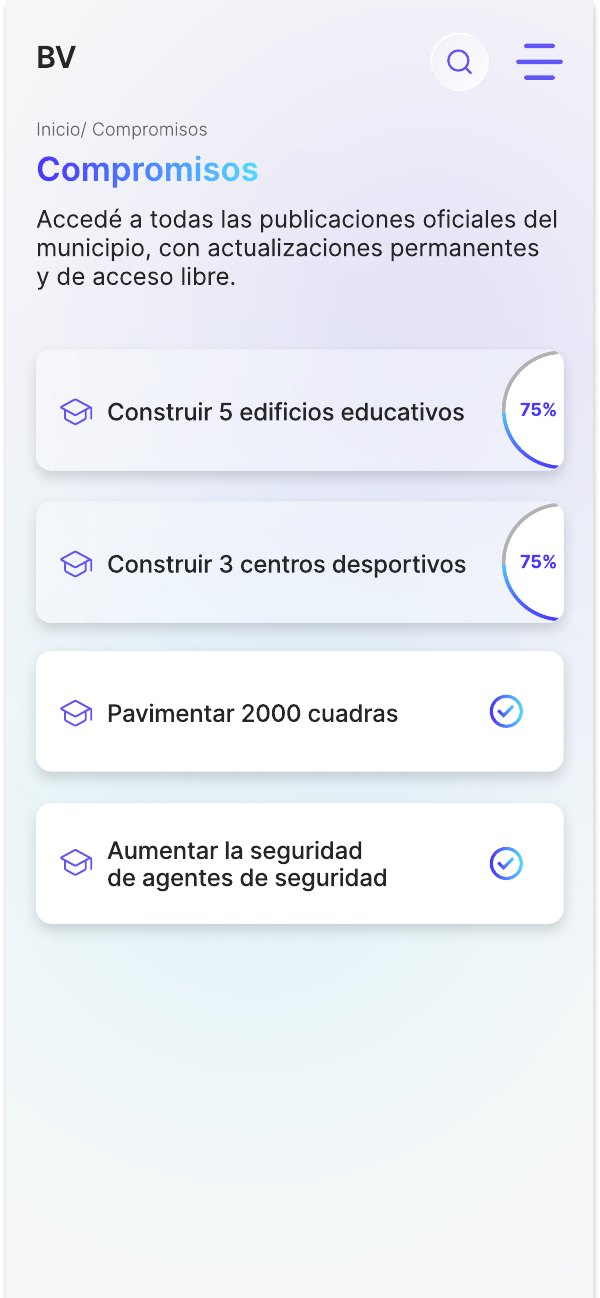 BV
Inicio/ Compromisos
Compromisos
Accedé a todas las publicaciones oficiales del
municipio, con actualizaciones permanentes
y de acceso libre.
Construir 5 edificios educativos
75%
Construir 3 centros desportivos
75%
Pavimentar 2000 cuadras
Aumentar la seguridad
de agentes de seguridad